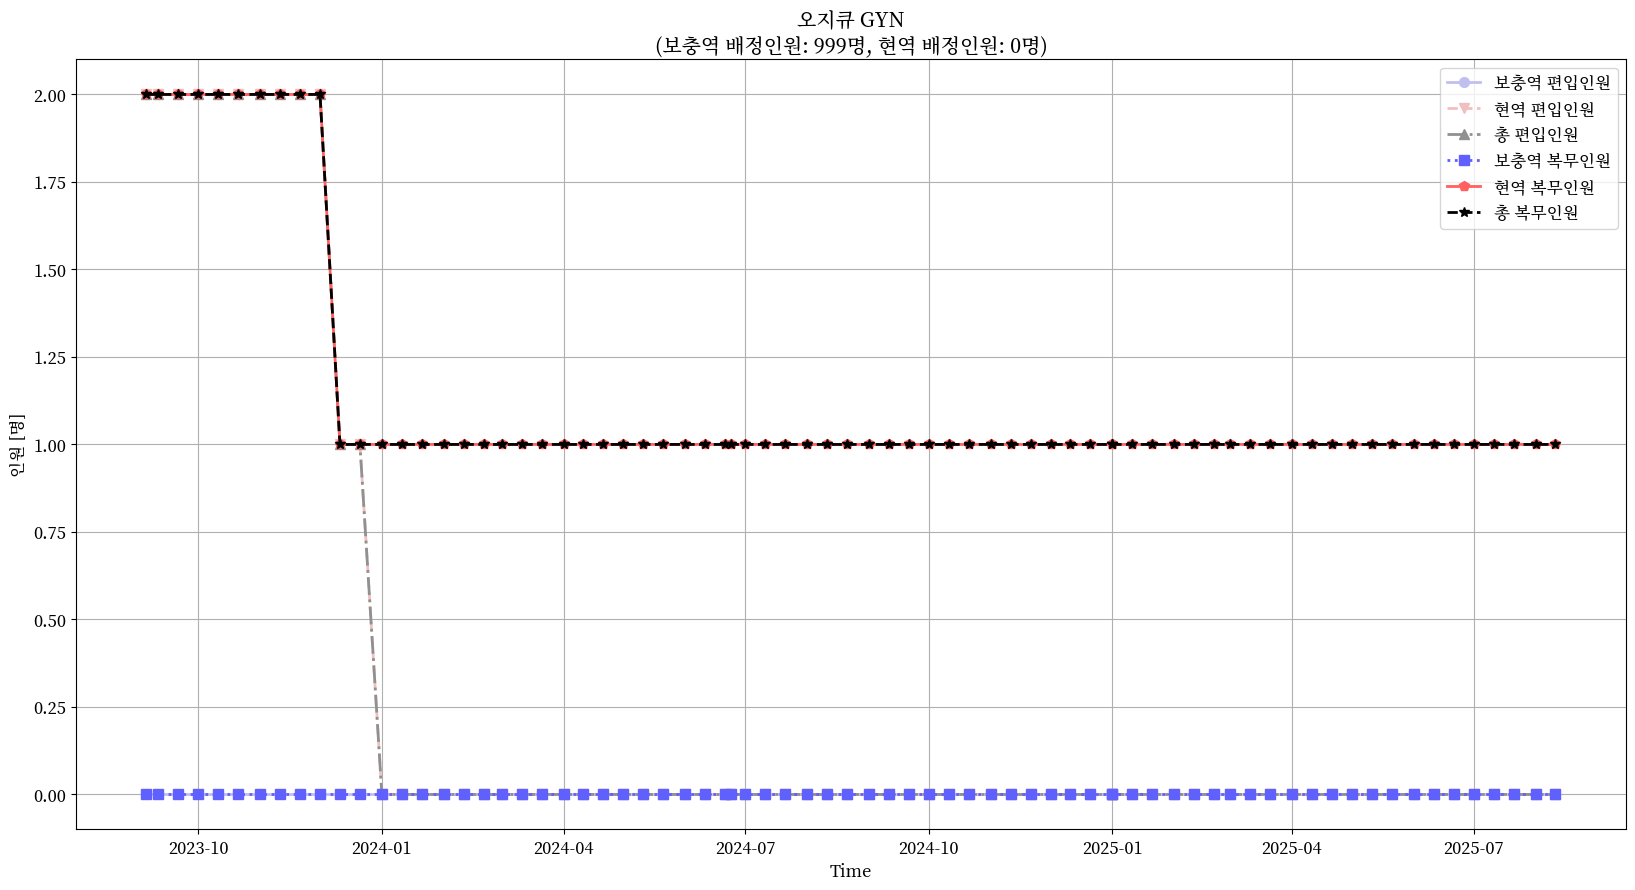 오지큐 GYN
(보충역 배정인원: 999명, 현역 배정인원: 0명)
보충역 편입인원
현역 편입인원
총 편입인원
보충역 복무인원
현역 복무인원
총 복무인원
인원 [명]
2.00
1.75
1.50
1.25
1.00
0.75
0.50
0.25
0.00
2023-10
2024-01
2024-04
2024-07
2024-10
2025-01
2025-04
2025-07
Time